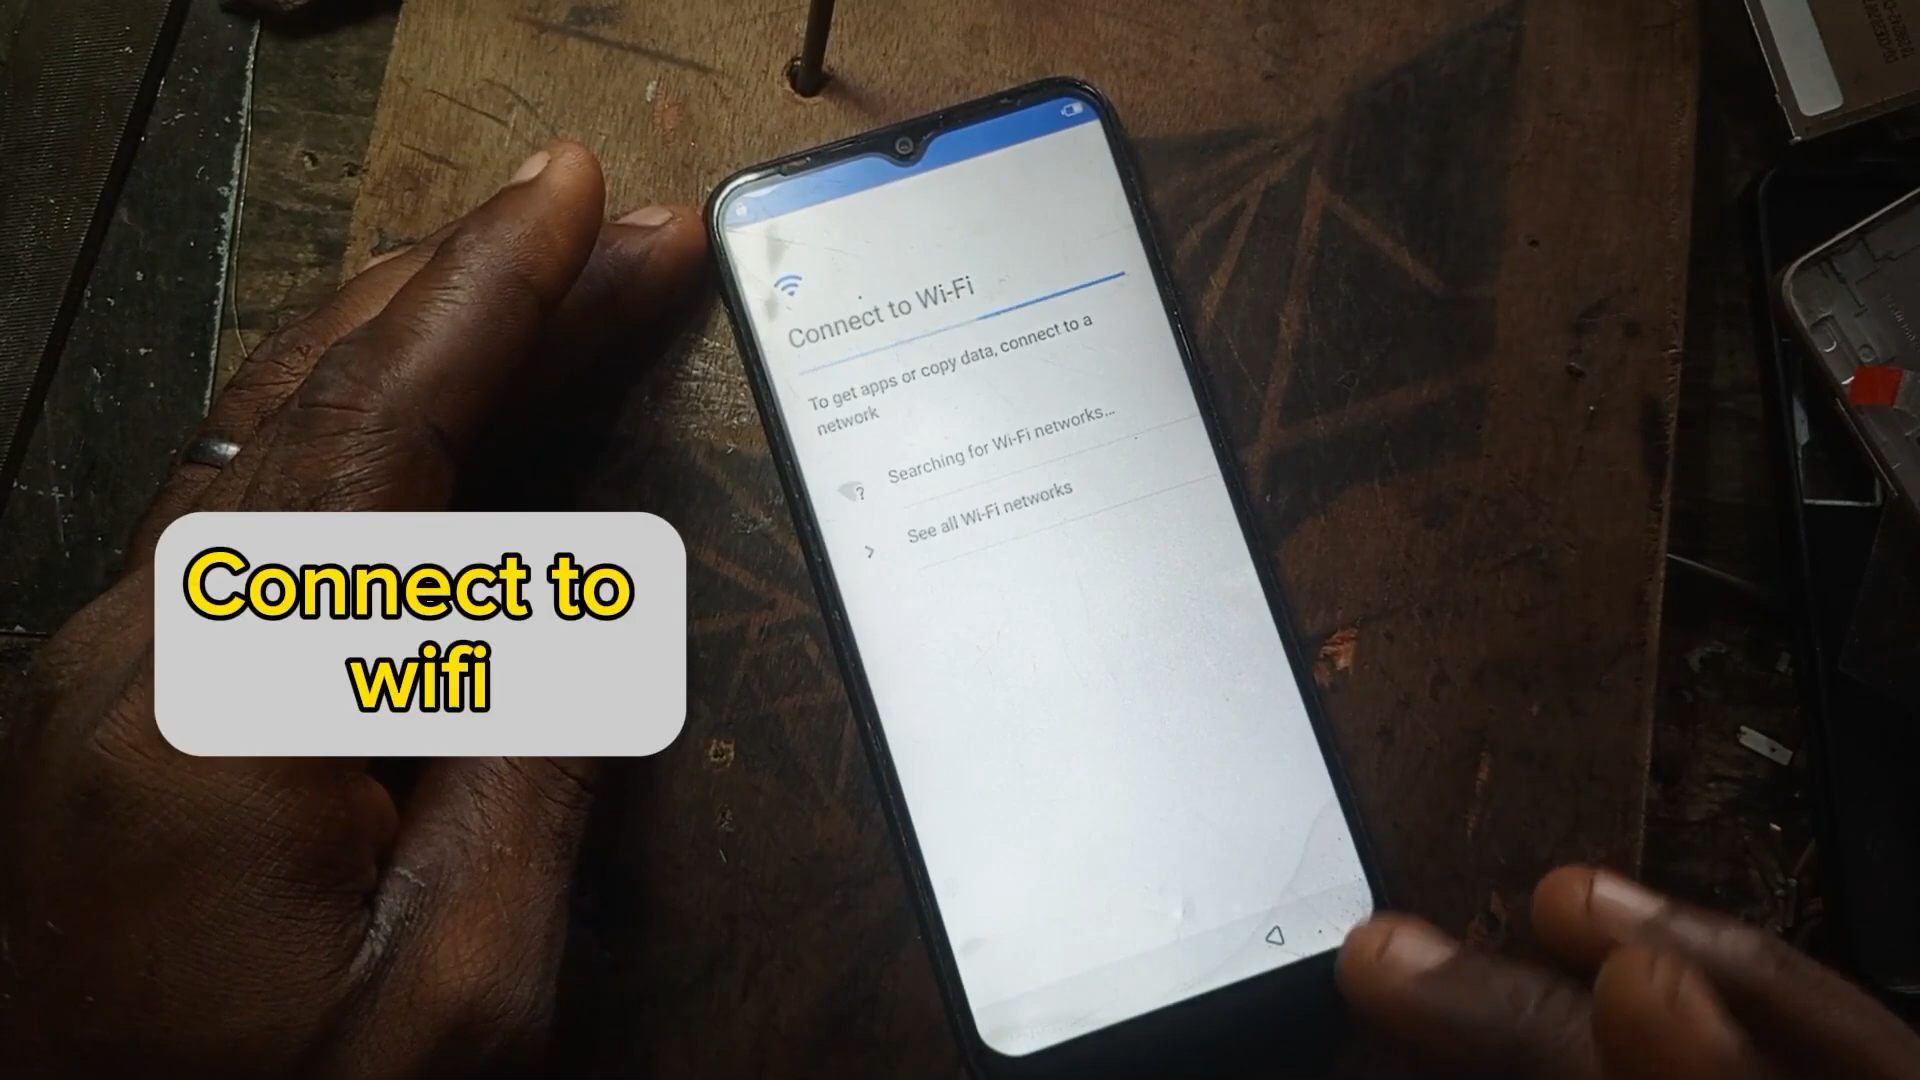 Connect to Wi-Fi
To get apps or copy data, connect to a
network
Searching for Wi-Fi networks...
See all Wi-Fi networks
Connect to
wifi